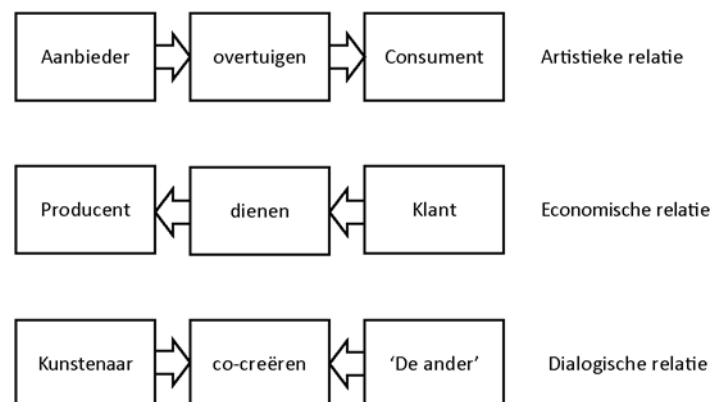 Aanbieder overtuigen Consument Artistieke relatie
Producent dienen Klant Economische relatie
Kunstenaar co-creëren ‘De ander’ Dialogische relatie